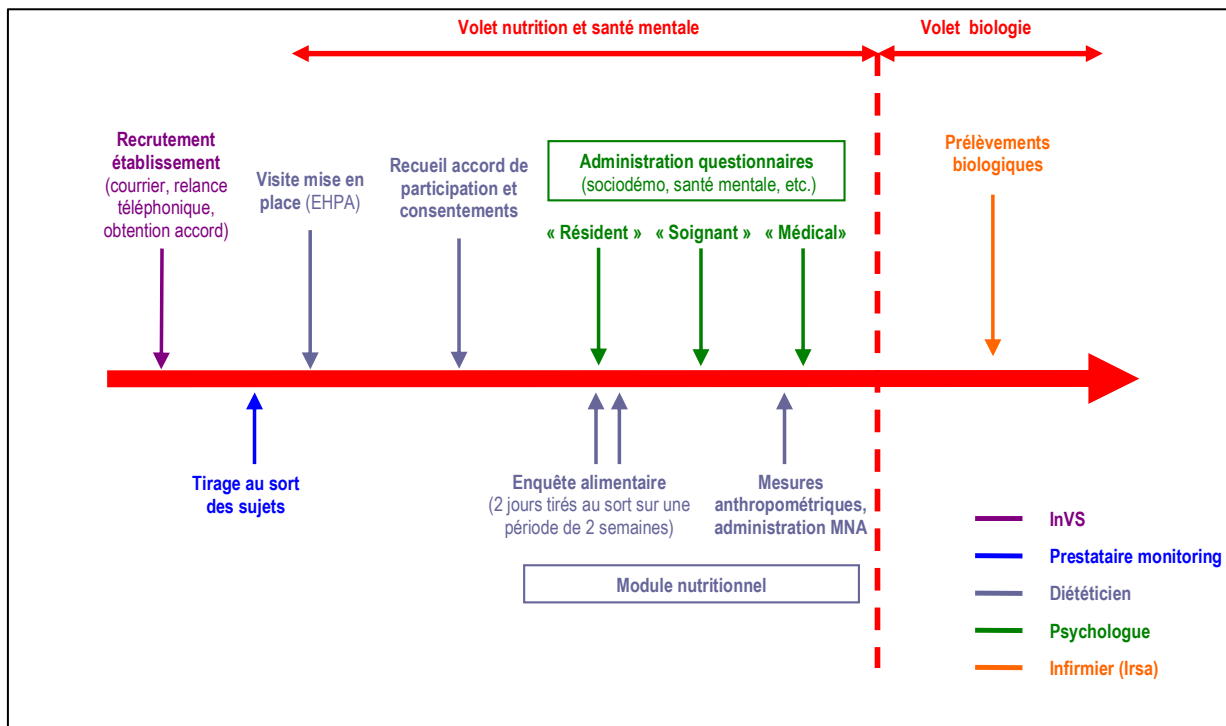 Volet nutrition et santé mentale
Volet biologie
Recrutement
établissement
(courrier, relance
téléphonique,
obtention accord)
Visite mise en
place (EHPA)
Recueil accord de
participation et
consentements
Administration questionnaires
(sociodémo, santé mentale, etc.)
« Résident »
« Soignant »
« Médical»
Prélèvements
biologiques
Tirage au sort
des sujets
Enquête alimentaire
(2 jours tirés au sort sur une
période de 2 semaines)
Mesures
anthropométriques,
administration MNA
Module nutritionnel
InVS
Prestataire monitoring
Diététicien
Psychologue
Infirmier (Irsa)